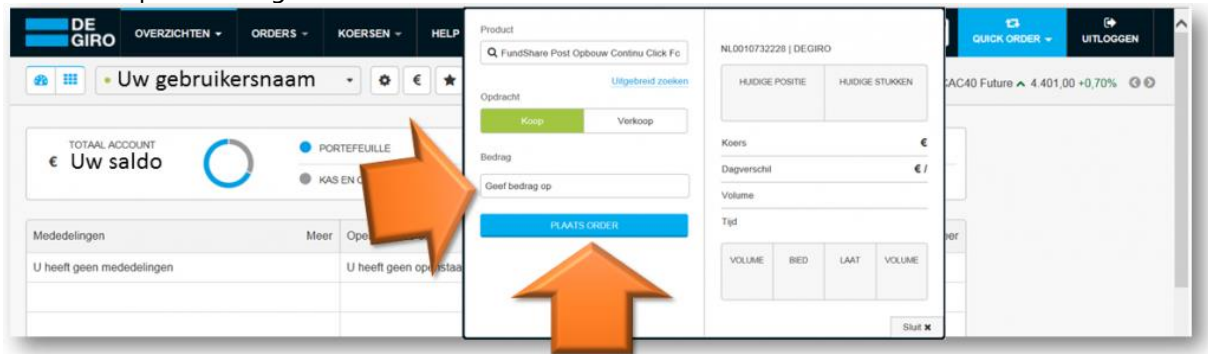 DE
GIRO
OVERZICHTEN
ORDERS
KOERSEN
HELP
QUICK ORDER
UITLOGGEN
Uw gebruikersnaam
€
CAC40 Future 4.401,00 +0,70%
TOTAAL ACCOUNT
€ Uw saldo
PORTEFEUILLE
KAS EN
Mededelingen Meer
U heeft geen mededelingen
U heeft geen
Product
FundShare Post Opbouw Continu Click Fc
Uitgebreid zoeken
Opdracht
Koop Verkoop
Bedrag
Geef bedrag op
PLAATS ORDER
NL0010732228 | DEGIRO
HUIDIGE POSITIE HUIDIGE STUKKEN
Koers €
Dagverschil € /
Volume
Tijd
VOLUME BIED LAAT VOLUME
Sluit ✖